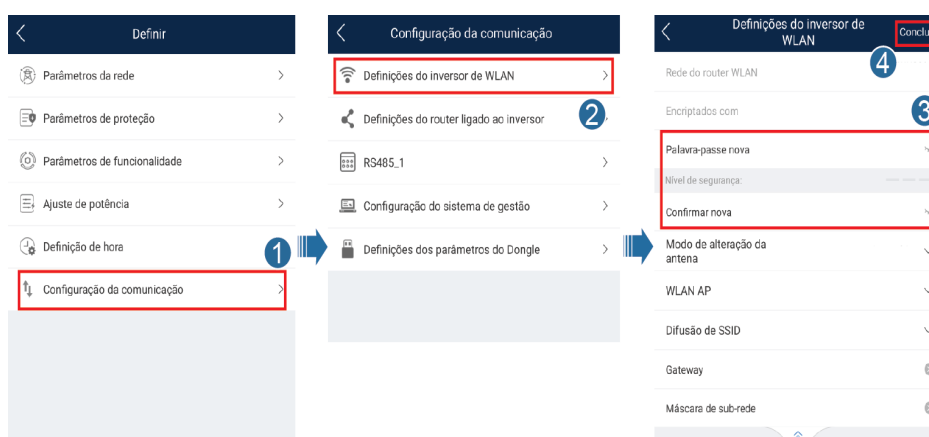 Definir
Parâmetros da rede
Parâmetros de proteção
Parâmetros de funcionalidade
Ajuste de potência
Definição de hora
1
Configuração da comunicação
Configuração da comunicação
Definições do inversor de WLAN
2
Definições do router ligado ao inversor
RS485_1
Configuração do sistema de gestão
Definições dos parâmetros do Dongle
Definições do inversor de
WLAN
Conclu
4
Rede do router WLAN
Encriptados com
3
Palavra-passe nova
Nível de segurança:
Confirmar nova
Modo de alteração da
antena
WLAN AP
Difusão de SSID
Gateway
Máscara de sub-rede